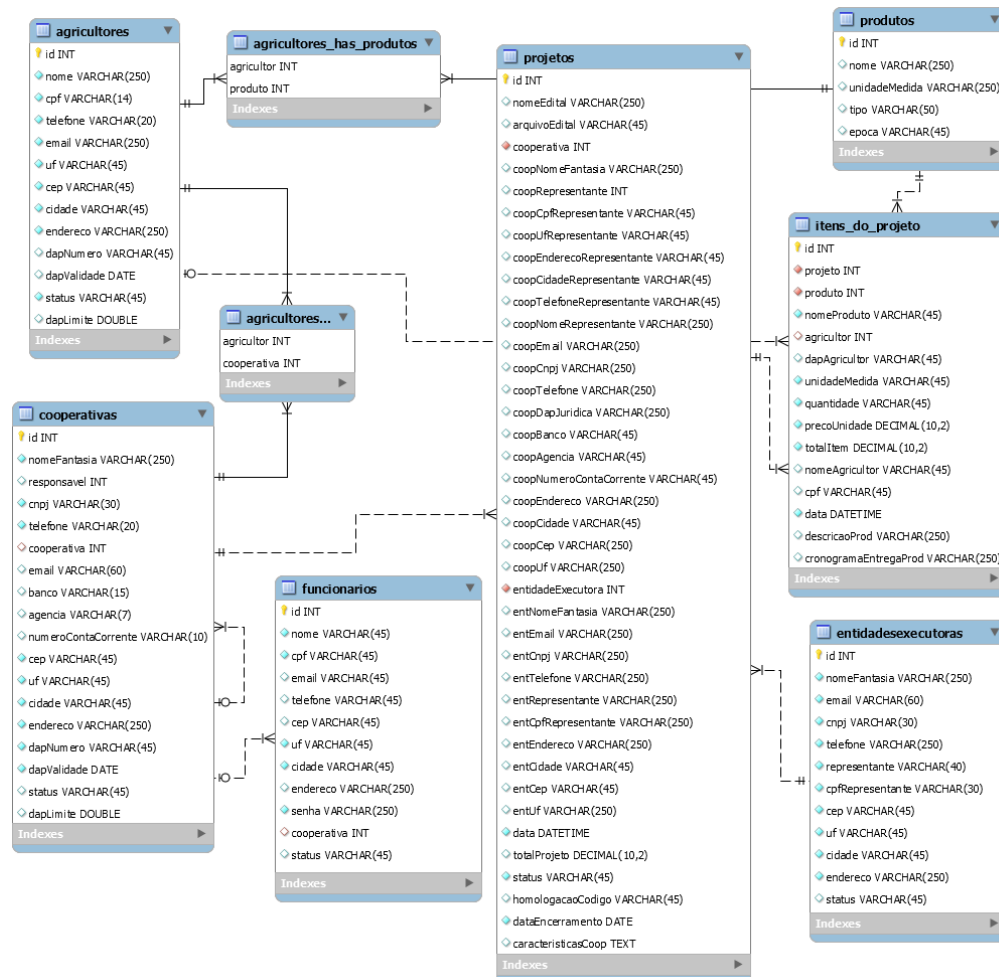 agricultores
id INT
nome VARCHAR(250)
cpf VARCHAR(14)
telefone VARCHAR(20)
email VARCHAR(250)
uf VARCHAR(45)
cep VARCHAR(45)
cidade VARCHAR(45)
endereco VARCHAR(250)
dapNumero VARCHAR(45)
dapValidade DATE
status VARCHAR(45)
dapLimite DOUBLE
Indexes
agricultores_has_produtos
agricultor INT
produto INT
Indexes
agricultores...
agricultor INT
cooperativa INT
Indexes
cooperativas
id INT
nomeFantasia VARCHAR(250)
responsavel INT
cnpj VARCHAR(30)
telefone VARCHAR(20)
cooperativa INT
email VARCHAR(60)
banco VARCHAR(15)
agencia VARCHAR(7)
numeroContaCorrente VARCHAR(10)
cep VARCHAR(45)
uf VARCHAR(45)
cidade VARCHAR(45)
endereco VARCHAR(250)
dapNumero VARCHAR(45)
dapValidade DATE
status VARCHAR(45)
dapLimite DOUBLE
Indexes
funcionarios
id INT
nome VARCHAR(45)
cpf VARCHAR(45)
email VARCHAR(45)
telefone VARCHAR(45)
cep VARCHAR(45)
uf VARCHAR(45)
cidade VARCHAR(45)
endereco VARCHAR(250)
senha VARCHAR(250)
cooperativa INT
status VARCHAR(45)
Indexes
projetos
id INT
nomeEdital VARCHAR(250)
arquivoEdital VARCHAR(45)
cooperativa INT
coopNomeFantasia VARCHAR(250)
coopRepresentante INT
coopCpfRepresentante VARCHAR(45)
coopUfRepresentante VARCHAR(45)
coopEnderecoRepresentante VARCHAR(45)
coopCidadeRepresentante VARCHAR(45)
coopTelefoneRepresentante VARCHAR(45)
coopNomeRepresentante VARCHAR(250)
coopEmail VARCHAR(250)
coopCnpj VARCHAR(250)
coopTelefone VARCHAR(250)
coopDapJuridica VARCHAR(250)
coopBanco VARCHAR(45)
coopAgencia VARCHAR(45)
coopNumeroContaCorrente VARCHAR(45)
coopEndereco VARCHAR(250)
coopCidade VARCHAR(45)
coopCep VARCHAR(250)
coopUf VARCHAR(250)
entidadeExecutora INT
entNomeFantasia VARCHAR(250)
entEmail VARCHAR(250)
entCnpj VARCHAR(250)
entTelefone VARCHAR(250)
entRepresentante VARCHAR(250)
entCpfRepresentante VARCHAR(250)
entEndereco VARCHAR(250)
entCidade VARCHAR(45)
entCep VARCHAR(45)
entUf VARCHAR(250)
data DATETIME
totalProjeto DECIMAL(10,2)
status VARCHAR(45)
homologacaoCodigo VARCHAR(45)
dataEncerramento DATE
caracteristicasCoop TEXT
Indexes
produtos
id INT
nome VARCHAR(250)
unidadeMedida VARCHAR(250)
tipo VARCHAR(50)
epoca VARCHAR(45)
Indexes
itens_do_projeto
id INT
projeto INT
produto INT
nomeProduto VARCHAR(45)
agricultor INT
dapAgricultor VARCHAR(45)
unidadeMedida VARCHAR(45)
quantidade VARCHAR(45)
precoUnidade DECIMAL(10,2)
totalItem DECIMAL(10,2)
nomeAgricultor VARCHAR(45)
cpf VARCHAR(45)
data DATETIME
descricaoProd VARCHAR(250)
cronogramaEntregaProd VARCHAR(250)
Indexes
entidadesexecutoras
id INT
nomeFantasia VARCHAR(250)
email VARCHAR(60)
cnpj VARCHAR(30)
telefone VARCHAR(250)
representante VARCHAR(40)
cpfRepresentante VARCHAR(30)
cep VARCHAR(45)
uf VARCHAR(45)
cidade VARCHAR(45)
endereco VARCHAR(250)
status VARCHAR(45)
Indexes